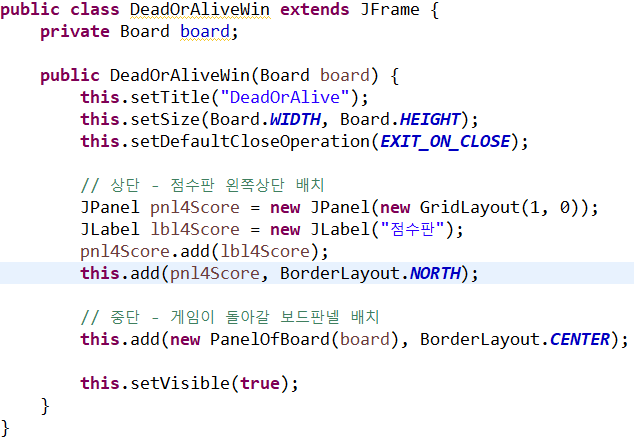 public class DeadOrAliveWin extends JFrame {
    private Board board;

    public DeadOrAliveWin(Board board) {
        this.setTitle("DeadOrAlive");
        this.setSize(Board.WIDTH, Board.HEIGHT);
        this.setDefaultCloseOperation(EXIT_ON_CLOSE);

        // 상단 - 점수판 왼쪽상단 배치
        JPanel pnl4Score = new JPanel(new GridLayout(1, 0));
        JLabel lbl4Score = new JLabel("점수판");
        pnl4Score.add(lbl4Score);
        this.add(pnl4Score, BorderLayout.NORTH);

        // 중단 - 게임이 돌아갈 보드판넬 배치
        this.add(new PanelOfBoard(board), BorderLayout.CENTER);

        this.setVisible(true);
    }
}